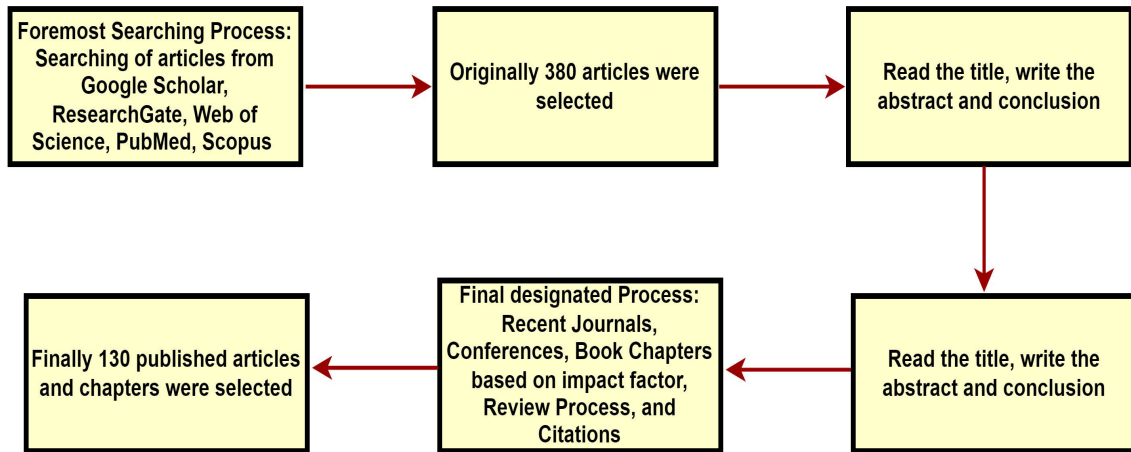 Foremost Searching Process:
Searching of articles from
Google Scholar,
ResearchGate, Web of
Science, PubMed, Scopus
Originally 380 articles were
selected
Read the title, write the
abstract and conclusion
Read the title, write the
abstract and conclusion
Final designated Process:
Recent Journals,
Conferences, Book Chapters
based on impact factor,
Review Process, and
Citations
Finally 130 published articles
and chapters were selected